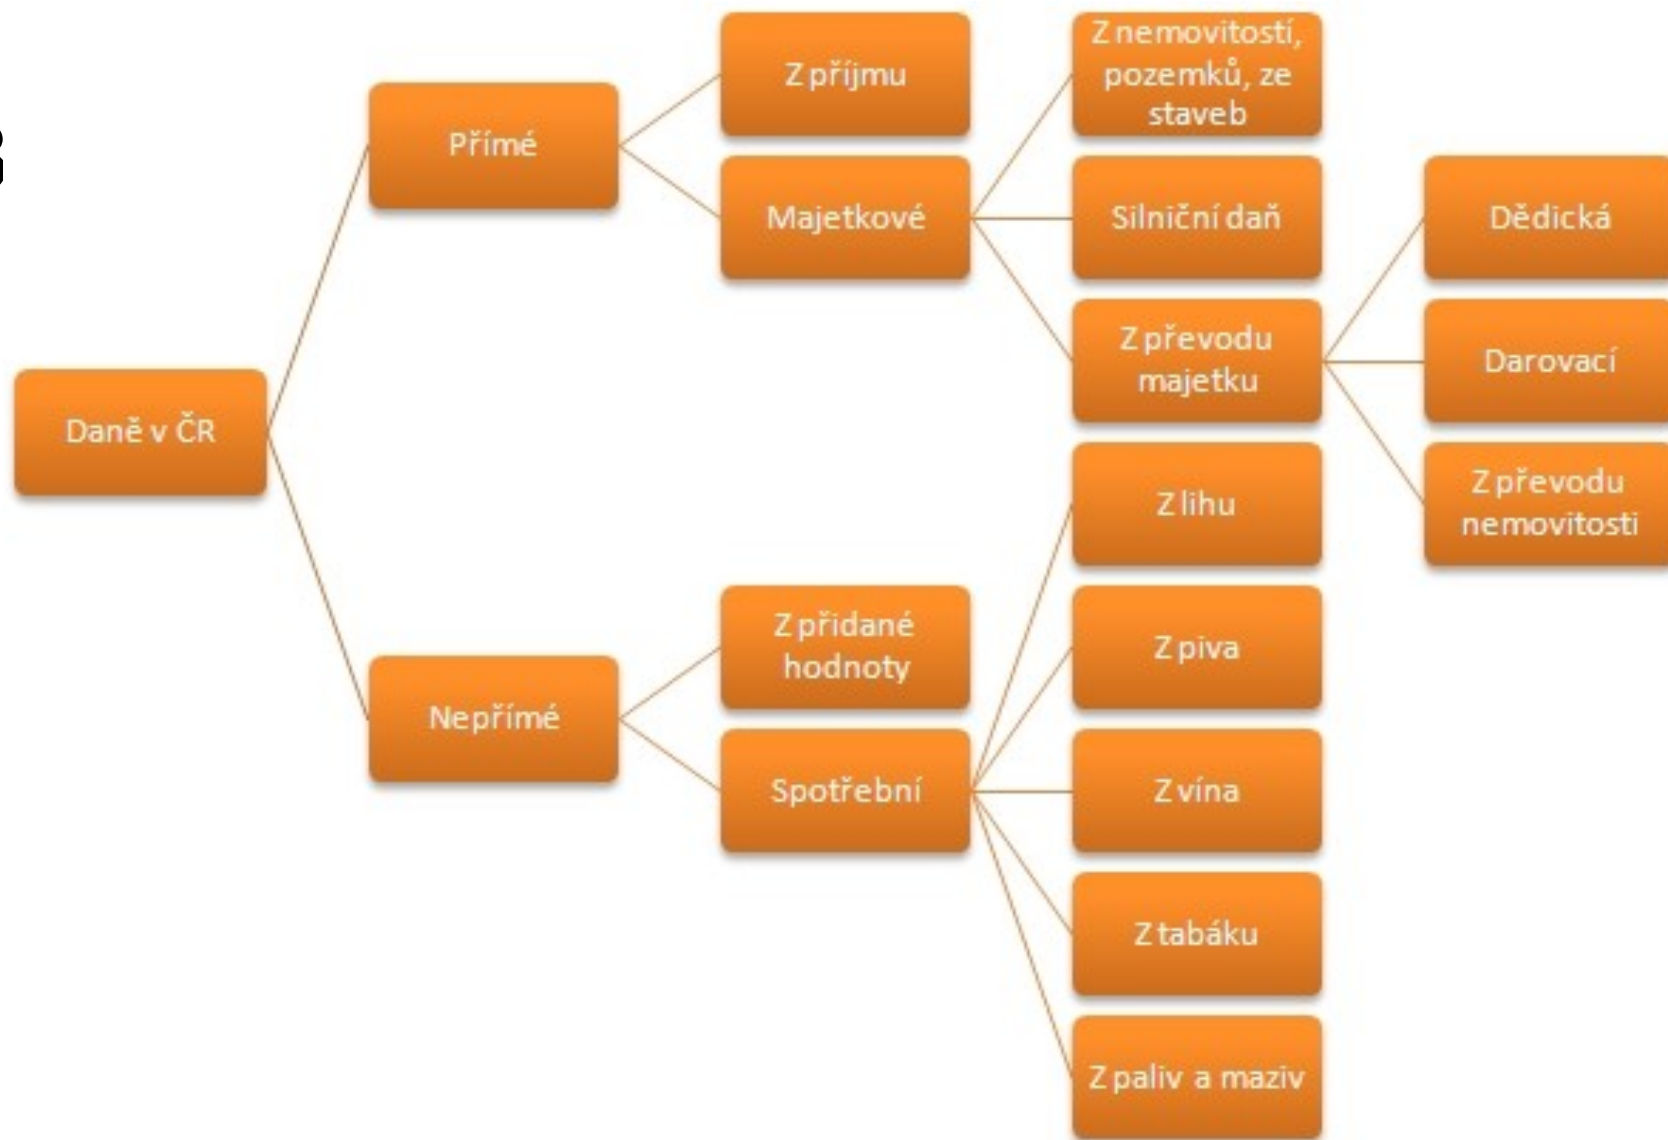 Daně v ČR
Přímé
Z příjmu
Majetkové
Z nemovitostí,
pozemků, ze
staveb
Silniční daň
Z převodu
majetku
Dědická
Darovací
Z převodu
nemovitosti
Nepřímé
Z přidané
hodnoty
Spotřební
Z lihu
Z piva
Z vína
Z tabáku
Z paliv a maziv